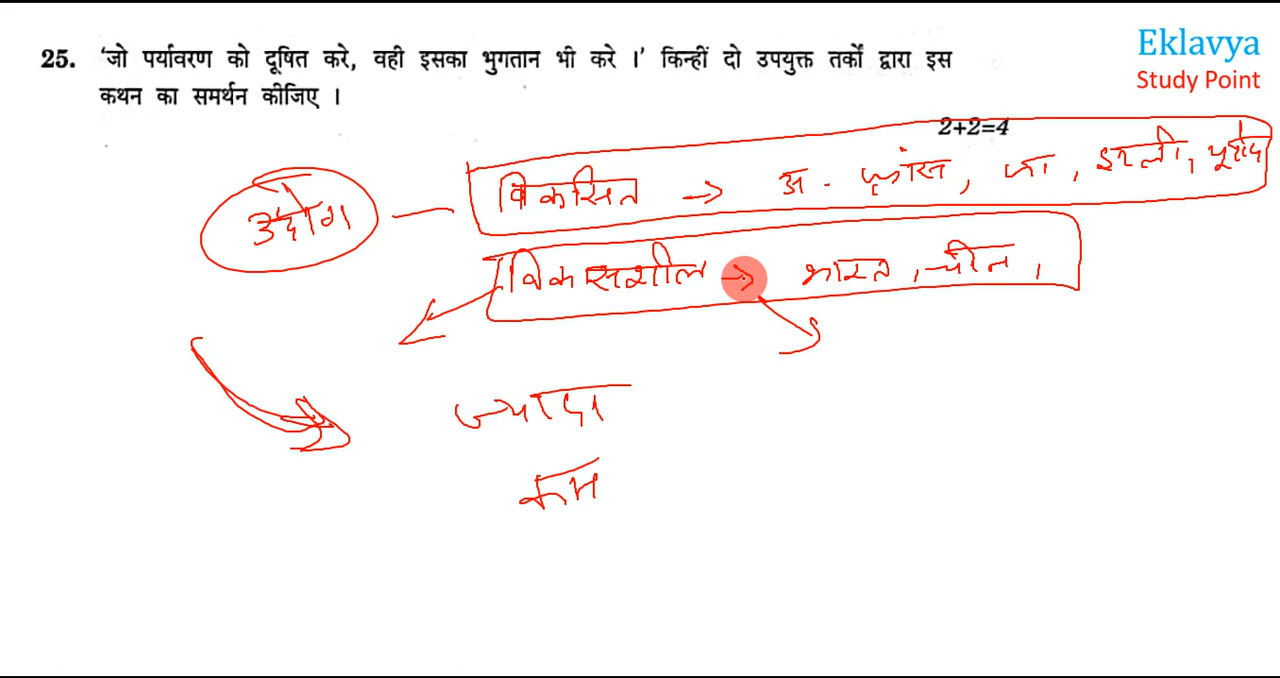 Eklavya
Study Point
25. 'जो पर्यावरण को दूषित करे, वही इसका भुगतान भी करे ।' किन्हीं दो उपयुक्त तर्कों द्वारा इस
कथन का समर्थन कीजिए ।
2+2=4
उद्योग
विकसित → अ. फ्रांस, जा, इटली,
विकासशील → भारत, चीन,
ज्यादा
कम